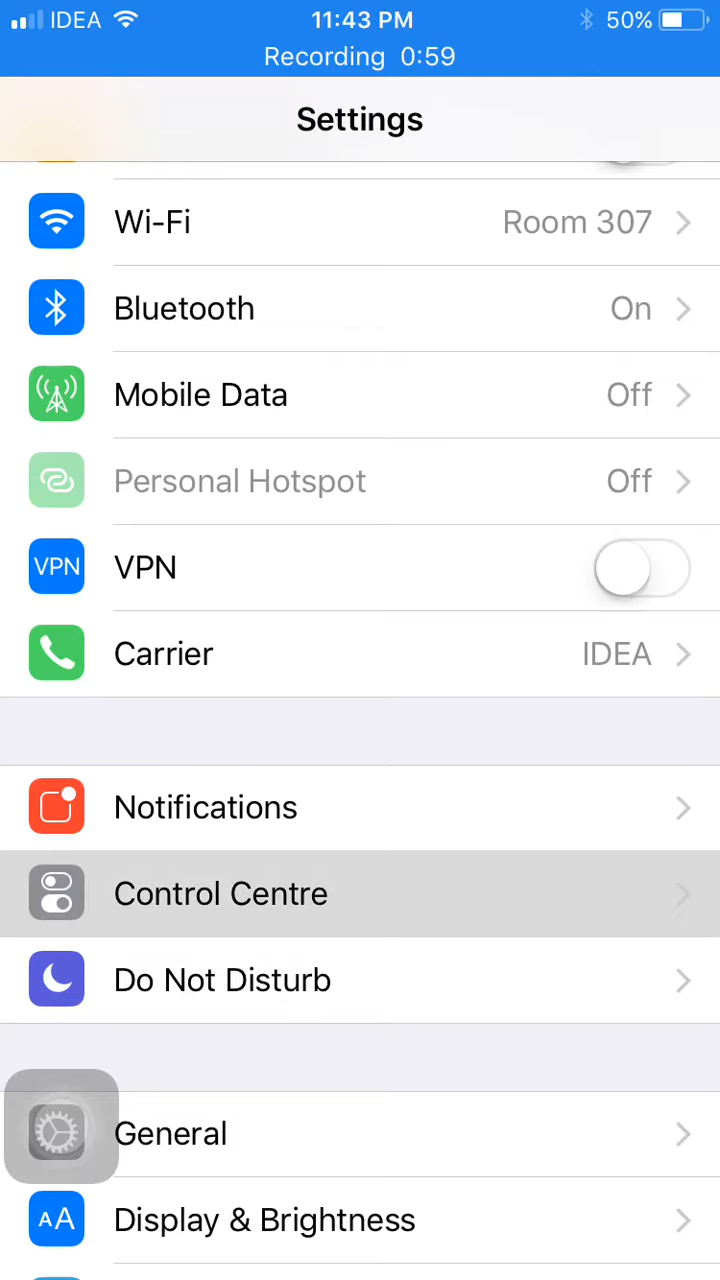 IDEA 11:43 PM 50%
Recording 0:59
Settings
Wi-Fi Room 307
Bluetooth On
Mobile Data Off
Personal Hotspot Off
VPN VPN
Carrier IDEA
Notifications
Control Centre
Do Not Disturb
General
AA Display & Brightness